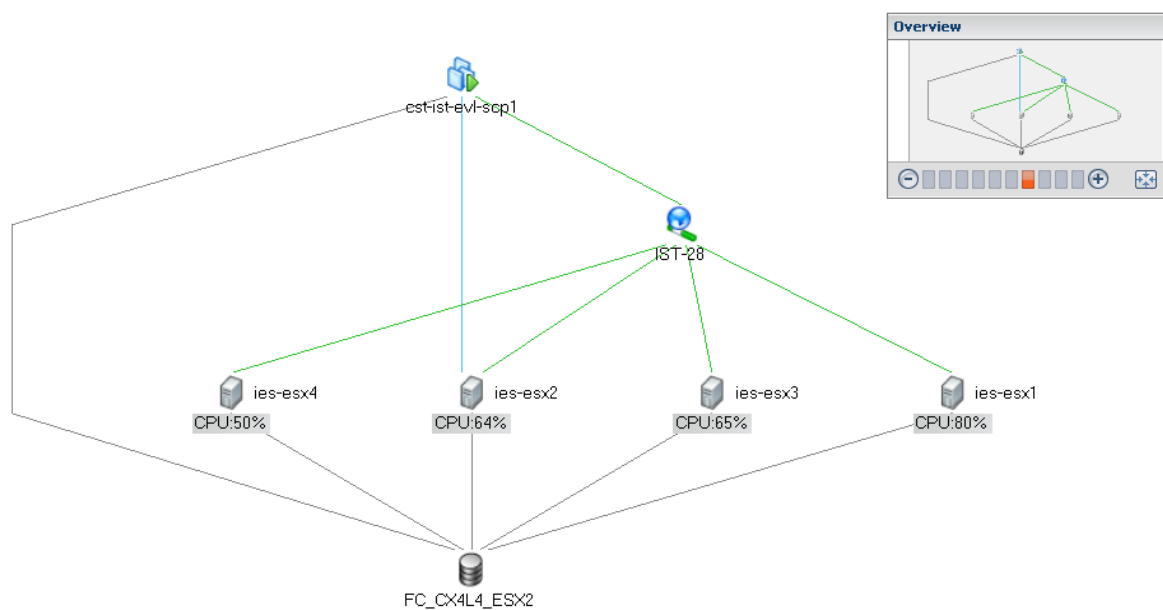 Overview
cst-ist-evl-scp1
IST-28
ies-esx4
CPU:50%
ies-esx2
CPU:64%
ies-esx3
CPU:65%
ies-esx1
CPU:80%
FC_CX4L4_ESX2